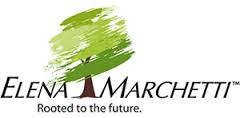 ELENA MARCHETTI™
Rooted to the future.